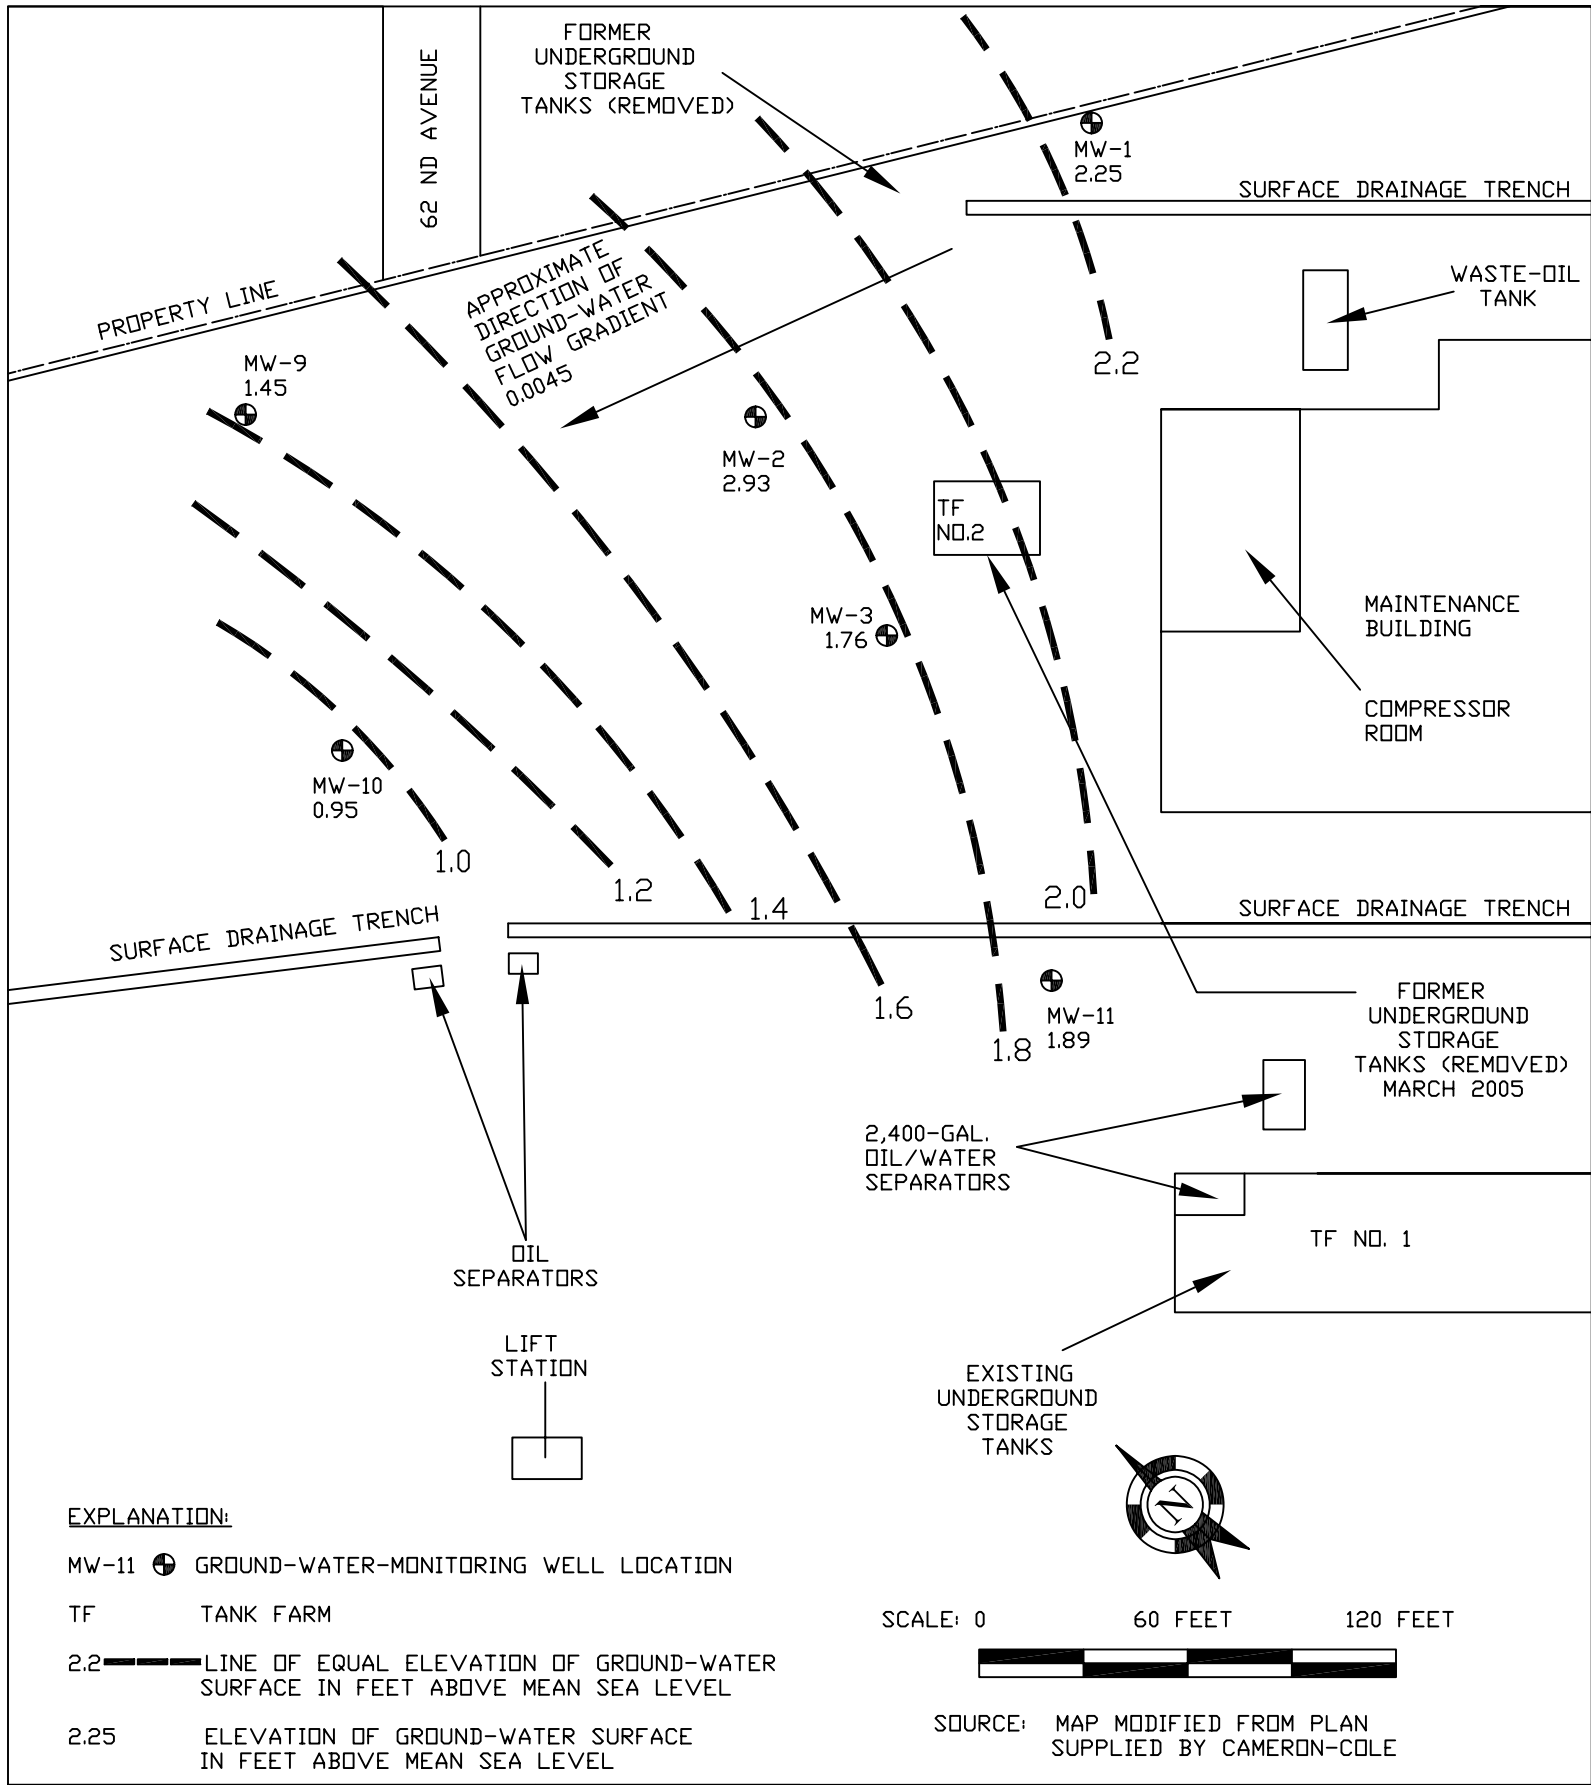 FORMER
UNDERGROUND
STORAGE
TANKS (REMOVED)
62 ND AVENUE
MW-1
2.25
SURFACE DRAINAGE TRENCH
WASTE-OIL
TANK
PROPERTY LINE
APPROXIMATE
DIRECTION OF
GROUND-WATER
FLOW GRADIENT
0.0045
2.2
MW-9
1.45
MW-2
2.93
TF
NO.2
MW-3
1.76
MAINTENANCE
BUILDING
COMPRESSOR
ROOM
MW-10
0.95
1.0
1.2
1.4
2.0
SURFACE DRAINAGE TRENCH
SURFACE DRAINAGE TRENCH
1.6
1.8
MW-11
1.89
FORMER
UNDERGROUND
STORAGE
TANKS (REMOVED)
MARCH 2005
2,400-GAL.
OIL/WATER
SEPARATORS
TF NO. 1
OIL
SEPARATORS
LIFT
STATION
EXISTING
UNDERGROUND
STORAGE
TANKS
N
EXPLANATION:
MW-11 GROUND-WATER-MONITORING WELL LOCATION
TF TANK FARM
2.2 LINE OF EQUAL ELEVATION OF GROUND-WATER
SURFACE IN FEET ABOVE MEAN SEA LEVEL
2.25 ELEVATION OF GROUND-WATER SURFACE
IN FEET ABOVE MEAN SEA LEVEL
SCALE: 0 60 FEET 120 FEET
SOURCE: MAP MODIFIED FROM PLAN
SUPPLIED BY CAMERON-COLE